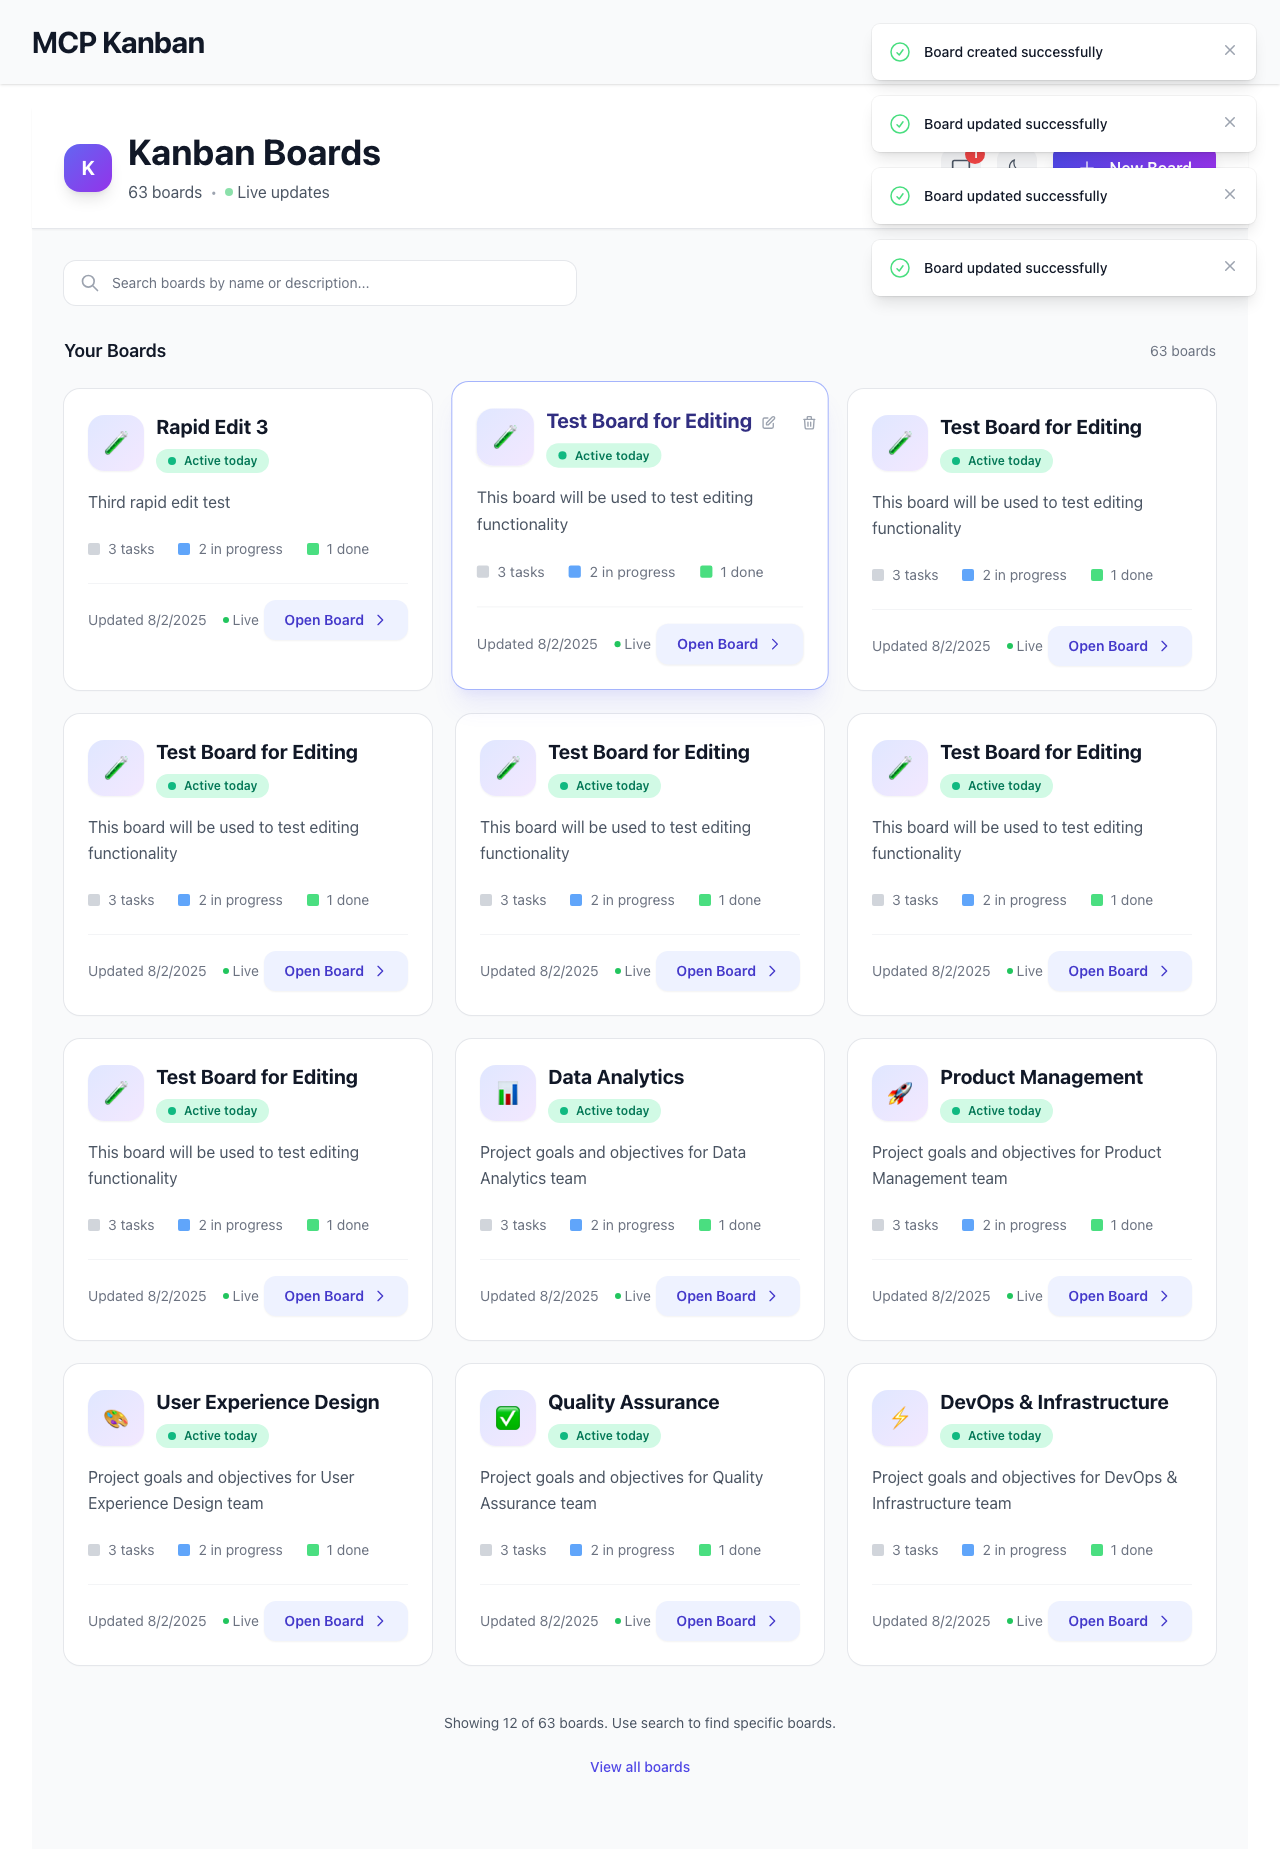 MCP Kanban
Board created successfully
Board updated successfully
Board updated successfully
Board updated successfully
K
Kanban Boards
63 boards • Live updates
New Board
Search boards by name or description...
Your Boards
63 boards
Rapid Edit 3
Active today
Third rapid edit test
3 tasks 2 in progress 1 done
Updated 8/2/2025 Live Open Board
Test Board for Editing
Active today
This board will be used to test editing
functionality
3 tasks 2 in progress 1 done
Updated 8/2/2025 Live Open Board
Test Board for Editing
Active today
This board will be used to test editing
functionality
3 tasks 2 in progress 1 done
Updated 8/2/2025 Live Open Board
Test Board for Editing
Active today
This board will be used to test editing
functionality
3 tasks 2 in progress 1 done
Updated 8/2/2025 Live Open Board
Test Board for Editing
Active today
This board will be used to test editing
functionality
3 tasks 2 in progress 1 done
Updated 8/2/2025 Live Open Board
Test Board for Editing
Active today
This board will be used to test editing
functionality
3 tasks 2 in progress 1 done
Updated 8/2/2025 Live Open Board
Test Board for Editing
Active today
This board will be used to test editing
functionality
3 tasks 2 in progress 1 done
Updated 8/2/2025 Live Open Board
Data Analytics
Active today
Project goals and objectives for Data
Analytics team
3 tasks 2 in progress 1 done
Updated 8/2/2025 Live Open Board
Product Management
Active today
Project goals and objectives for Product
Management team
3 tasks 2 in progress 1 done
Updated 8/2/2025 Live Open Board
User Experience Design
Active today
Project goals and objectives for User
Experience Design team
3 tasks 2 in progress 1 done
Updated 8/2/2025 Live Open Board
Quality Assurance
Active today
Project goals and objectives for Quality
Assurance team
3 tasks 2 in progress 1 done
Updated 8/2/2025 Live Open Board
DevOps & Infrastructure
Active today
Project goals and objectives for DevOps &
Infrastructure team
3 tasks 2 in progress 1 done
Updated 8/2/2025 Live Open Board
Showing 12 of 63 boards. Use search to find specific boards.
View all boards